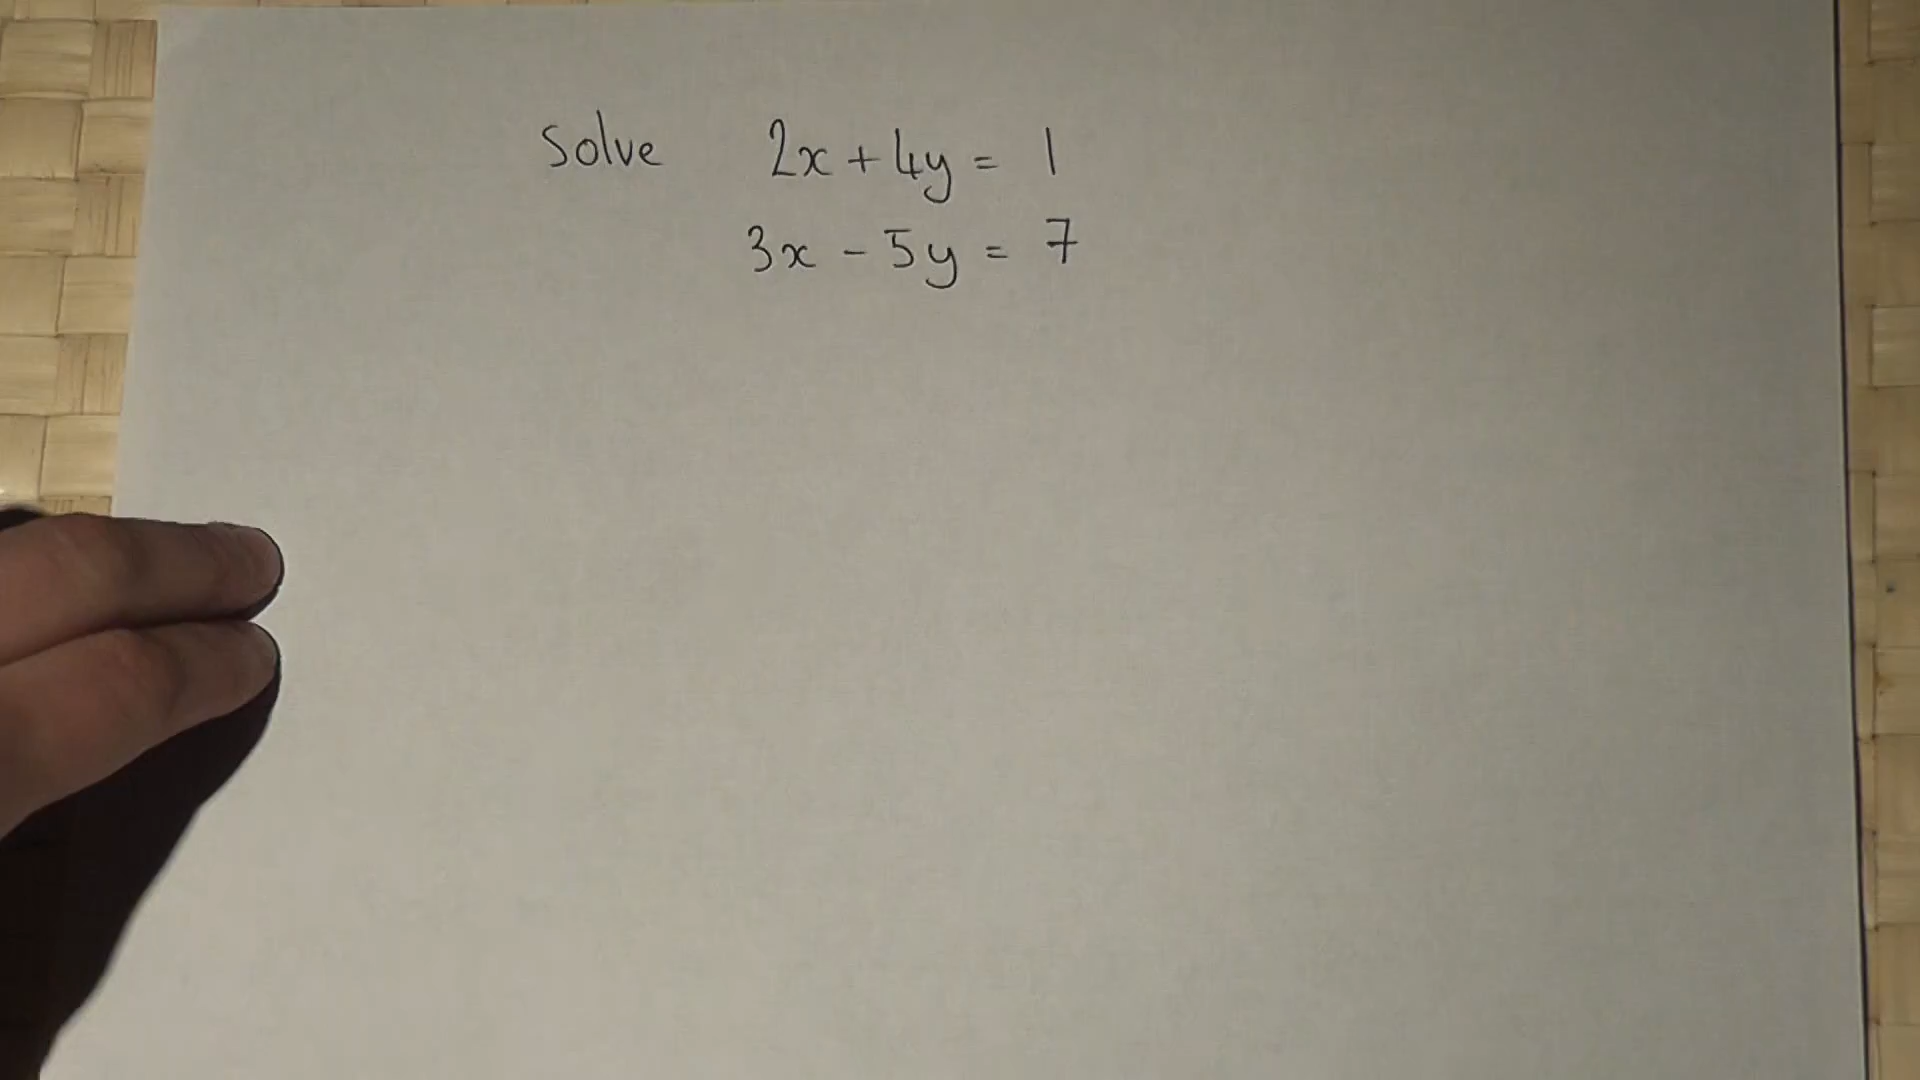 Solve 2x + 4y = 1
3x - 5y = 7